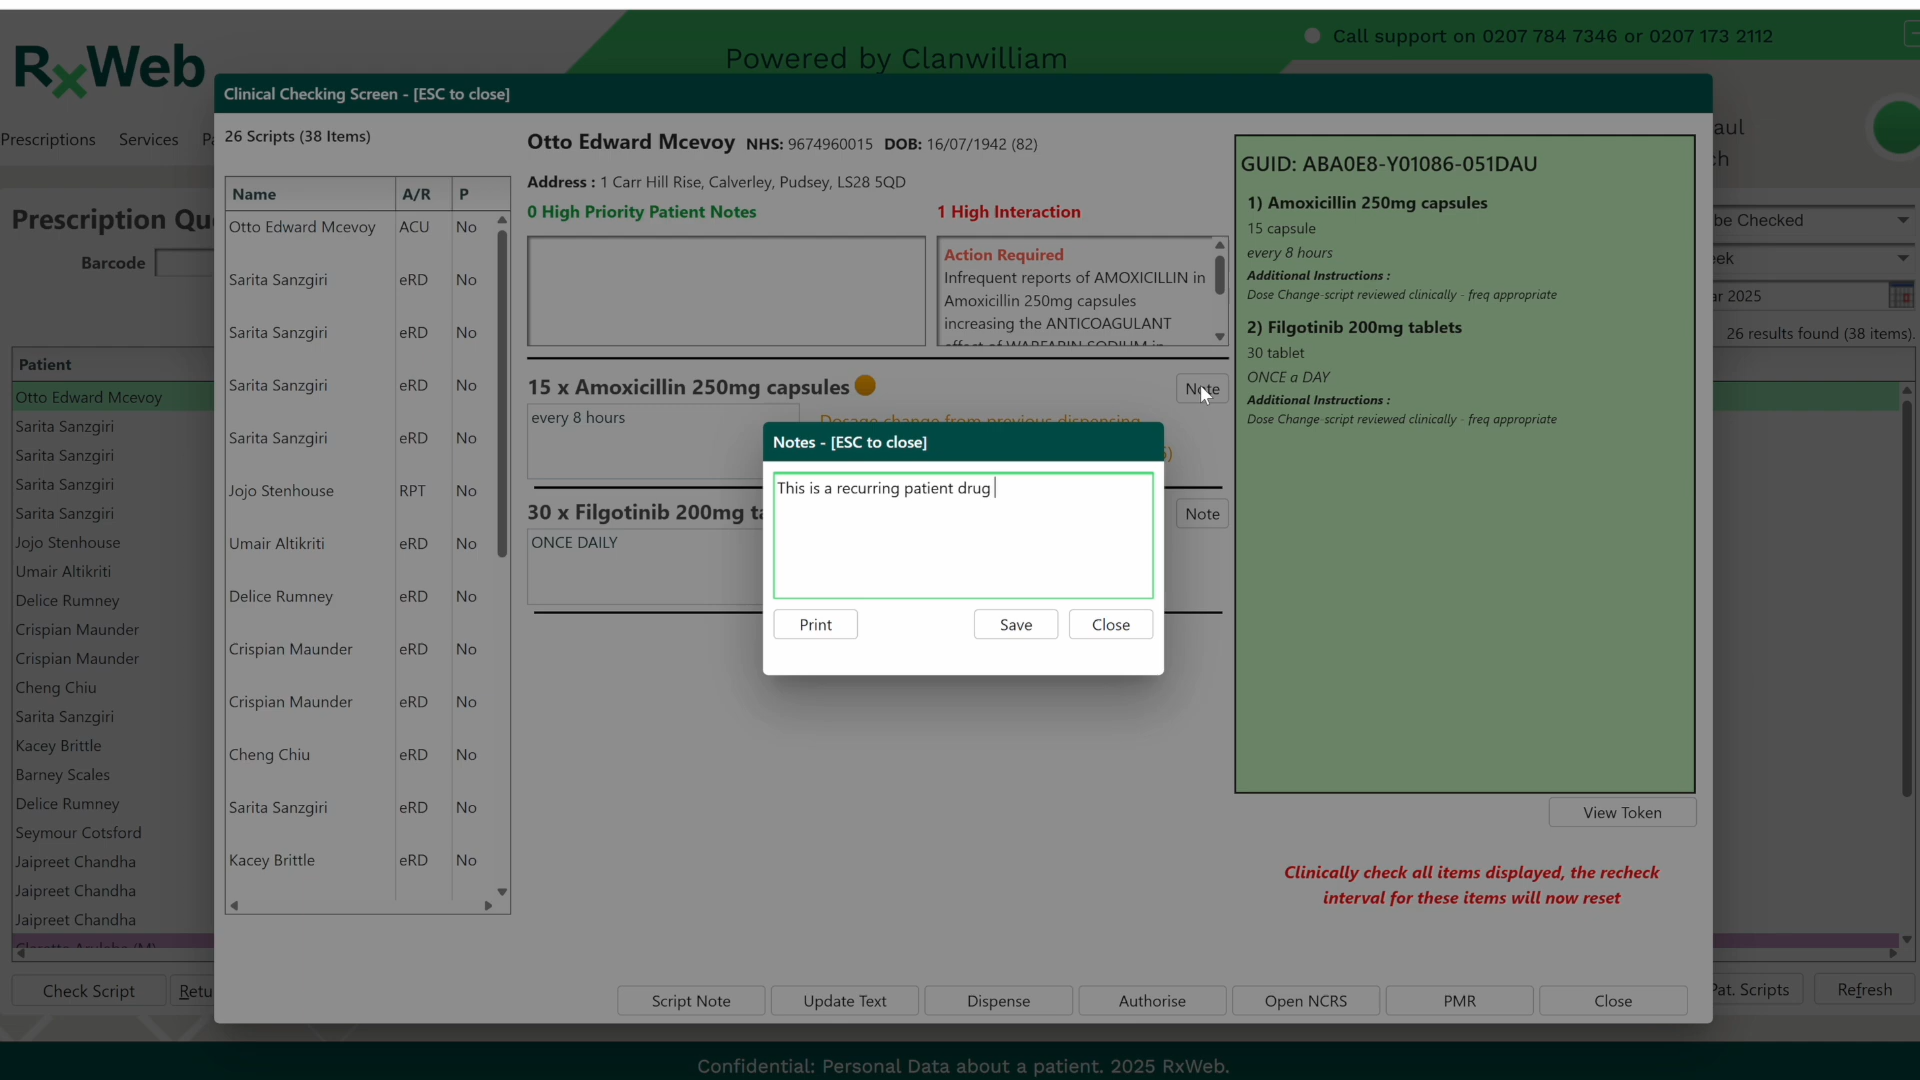 RxWeb
Powered by Clanwilliam
Call support on 0207 784 7346 or 0207 173 2112
Prescriptions Services
Clinical Checking Screen - [ESC to close]
26 Scripts (38 Items)
Name A/R P
Otto Edward Mcevoy ACU No
Sarita Sanzgiri eRD No
Sarita Sanzgiri eRD No
Sarita Sanzgiri eRD No
Sarita Sanzgiri eRD No
Jojo Stenhouse RPT No
Umair Altikriti eRD No
Delice Rumney eRD No
Crispian Maunder eRD No
Crispian Maunder eRD No
Cheng Chiu eRD No
Sarita Sanzgiri eRD No
Kacey Brittle eRD No
Otto Edward Mcevoy NHS: 9674960015 DOB: 16/07/1942 (82)
Address : 1 Carr Hill Rise, Calverley, Pudsey, LS28 5QD
0 High Priority Patient Notes
1 High Interaction
Action Required
Infrequent reports of AMOXICILLIN in
Amoxicillin 250mg capsules
increasing the ANTICOAGULANT
effect of WARFARIN SODIUM in
15 x Amoxicillin 250mg capsules
Note
every 8 hours
Dosage change from previous dispensing
30 x Filgotinib 200mg
Note
ONCE DAILY
Notes - [ESC to close]
This is a recurring patient drug
Print Save Close
GUID: ABA0E8-Y01086-051DAU
1) Amoxicillin 250mg capsules
15 capsule
every 8 hours
Additional Instructions :
Dose Change-script reviewed clinically - freq appropriate
2) Filgotinib 200mg tablets
30 tablet
ONCE a DAY
Additional Instructions :
Dose Change-script reviewed clinically - freq appropriate
View Token
Clinically check all items displayed, the recheck
interval for these items will now reset
Script Note Update Text Dispense Authorise Open NCRS PMR Close
Prescription
Barcode
be Checked
2025
26 results found (38 items).
Patient
Otto Edward Mcevoy
Sarita Sanzgiri
Sarita Sanzgiri
Sarita Sanzgiri
Sarita Sanzgiri
Jojo Stenhouse
Umair Altikriti
Delice Rumney
Crispian Maunder
Crispian Maunder
Cheng Chiu
Sarita Sanzgiri
Kacey Brittle
Barney Scales
Delice Rumney
Seymour Cotsford
Jaipreet Chandha
Jaipreet Chandha
Jaipreet Chandha
Check Script
Pat. Scripts Refresh
Confidential: Personal Data about a patient. 2025 RxWeb.